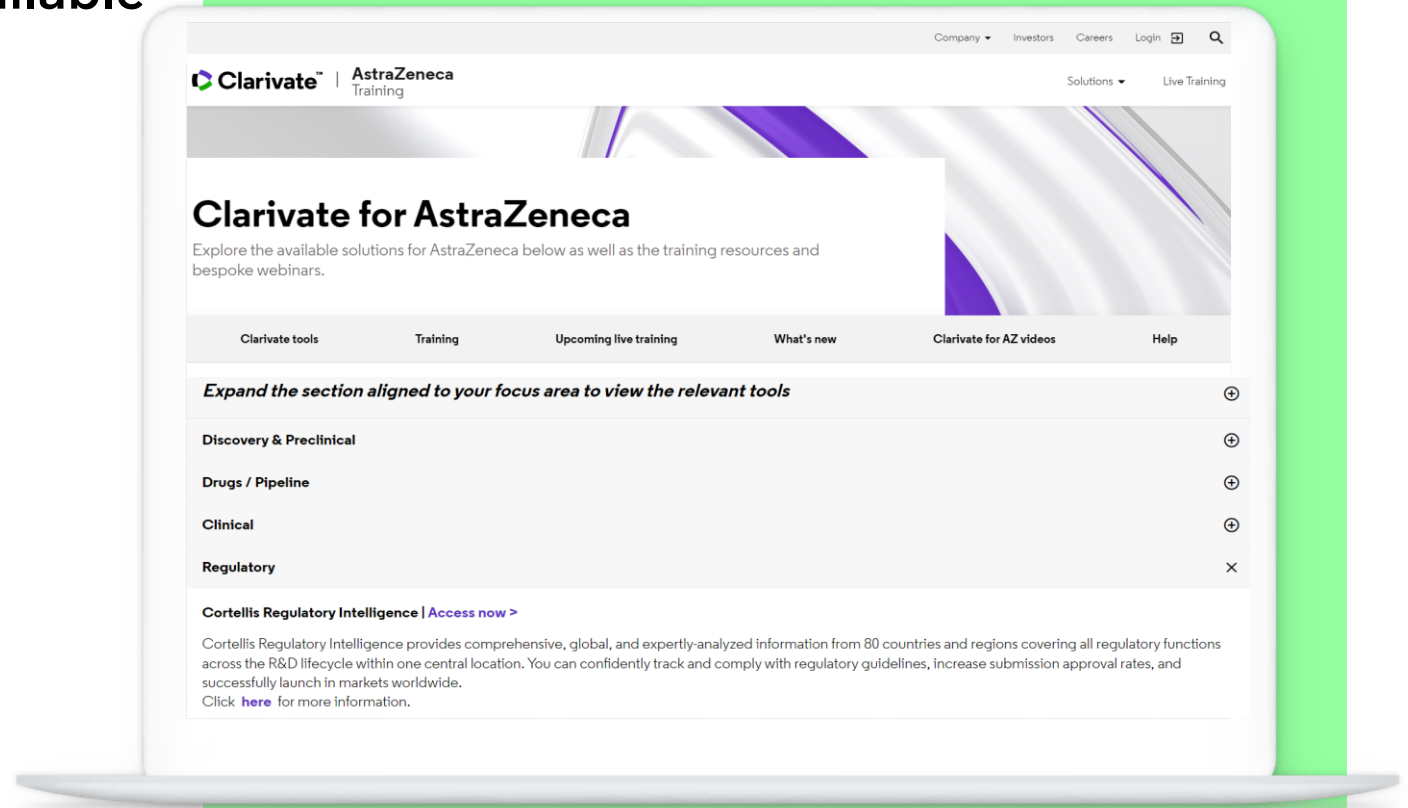 Company Investors Careers Login
Clarivate™ | AstraZeneca
Training
Solutions Live Training
Clarivate for AstraZeneca
Explore the available solutions for AstraZeneca below as well as the training resources and
bespoke webinars.
Clarivate tools Training Upcoming live training What's new Clarivate for AZ videos Help
Expand the section aligned to your focus area to view the relevant tools
Discovery & Preclinical
Drugs / Pipeline
Clinical
Regulatory
Cortellis Regulatory Intelligence | Access now >
Cortellis Regulatory Intelligence provides comprehensive, global, and expertly-analyzed information from 80 countries and regions covering all regulatory functions
across the R&D lifecycle within one central location. You can confidently track and comply with regulatory guidelines, increase submission approval rates, and
successfully launch in markets worldwide.
Click here for more information.